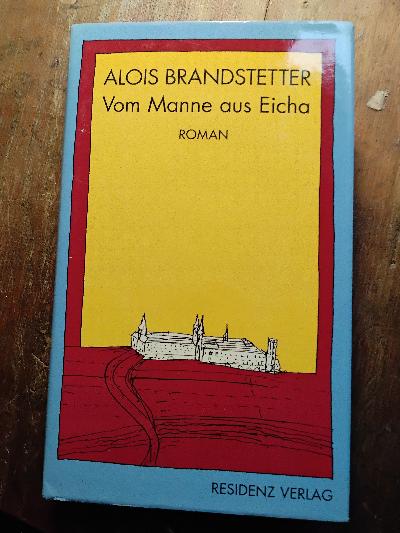 ALOIS BRANDSTETTER
Vom Manne aus Eicha
ROMAN
RESIDENZ VERLAG